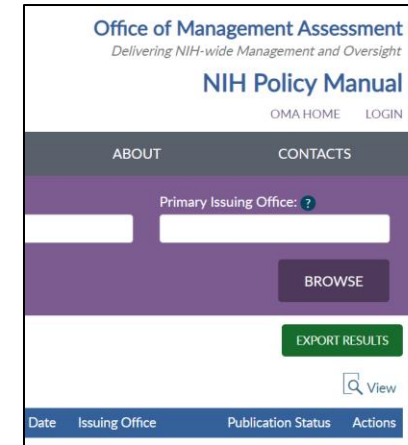 Office of Management Assessment
Delivering NIH-wide Management and Oversight
NIH Policy Manual
OMA HOME LOGIN
ABOUT CONTACTS
Primary Issuing Office: ?
BROWSE
EXPORT RESULTS
View
Date Issuing Office Publication Status Actions